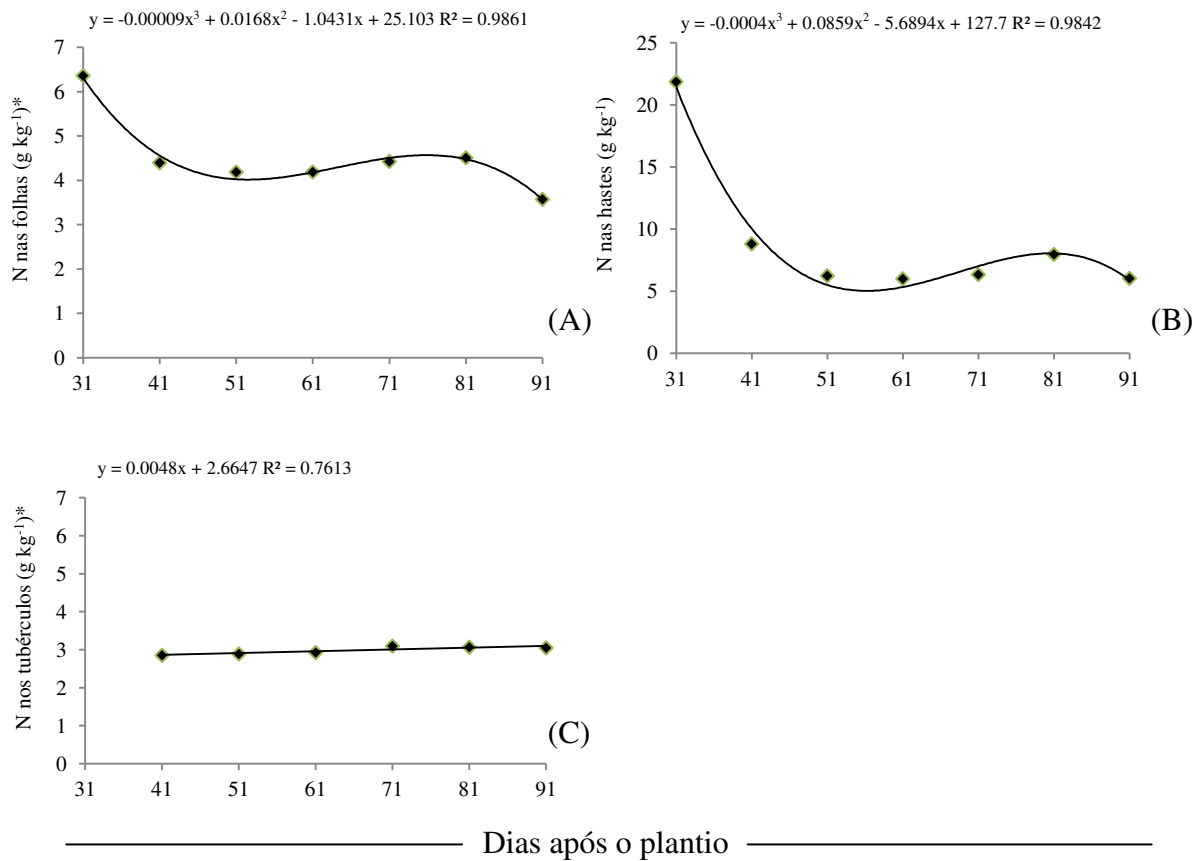 y = -0.00009x³ + 0.0168x² - 1.0431x + 25.103 R² = 0.9861
N nas folhas (g kg⁻¹)*
7
6
5
4
3
2
1
0
31 41 51 61 71 81 91
(A)
y = -0.0004x³ + 0.0859x² - 5.6894x + 127.7 R² = 0.9842
N nas hastes (g kg⁻¹)
25
20
15
10
5
0
31 41 51 61 71 81 91
(B)
y = 0.0048x + 2.6647 R² = 0.7613
N nos tubérculos (g kg⁻¹)*
7
6
5
4
3
2
1
0
31 41 51 61 71 81 91
(C)
Dias após o plantio